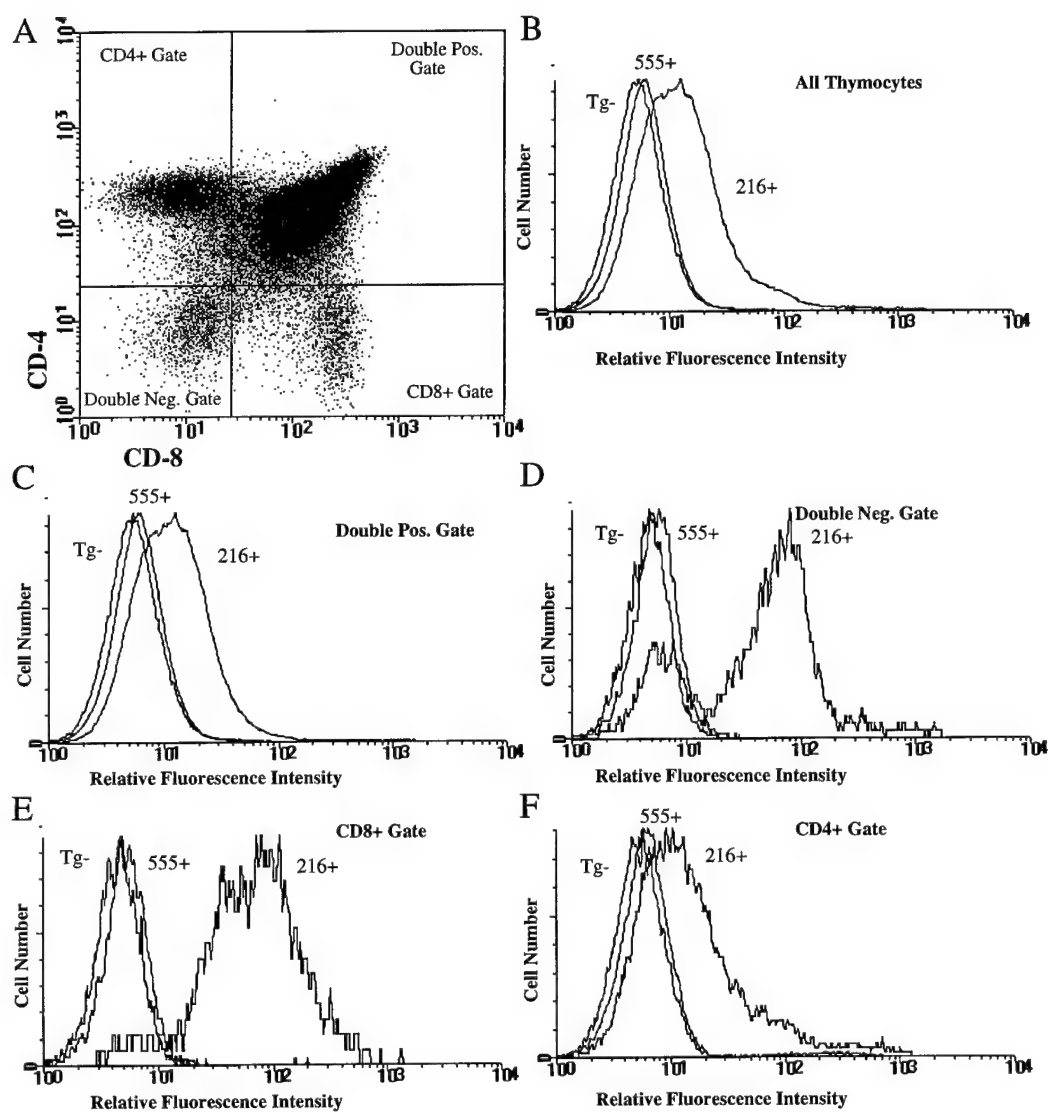 A
CD4+ Gate
Double Pos.
Gate
Double Neg. Gate
CD8+ Gate
10⁴
10³
10²
10¹
10⁰
CD-4
10⁰ 10¹ 10² 10³ 10⁴
CD-8
B
555+
Tg-
All Thymocytes
216+
Cell Number
0
10⁰ 10¹ 10² 10³ 10⁴
Relative Fluorescence Intensity
C
555+
Double Pos. Gate
Tg-
216+
Cell Number
0
10⁰ 10¹ 10² 10³ 10⁴
Relative Fluorescence Intensity
D
Double Neg. Gate
Tg-
555+
216+
Cell Number
0
10⁰ 10¹ 10² 10³ 10⁴
Relative Fluorescence Intensity
E
CD8+ Gate
Tg-
555+
216+
Cell Number
0
10⁰ 10¹ 10² 10³ 10⁴
Relative Fluorescence Intensity
F
555+
CD4+ Gate
Tg-
216+
Cell Number
0
10⁰ 10¹ 10² 10³ 10⁴
Relative Fluorescence Intensity